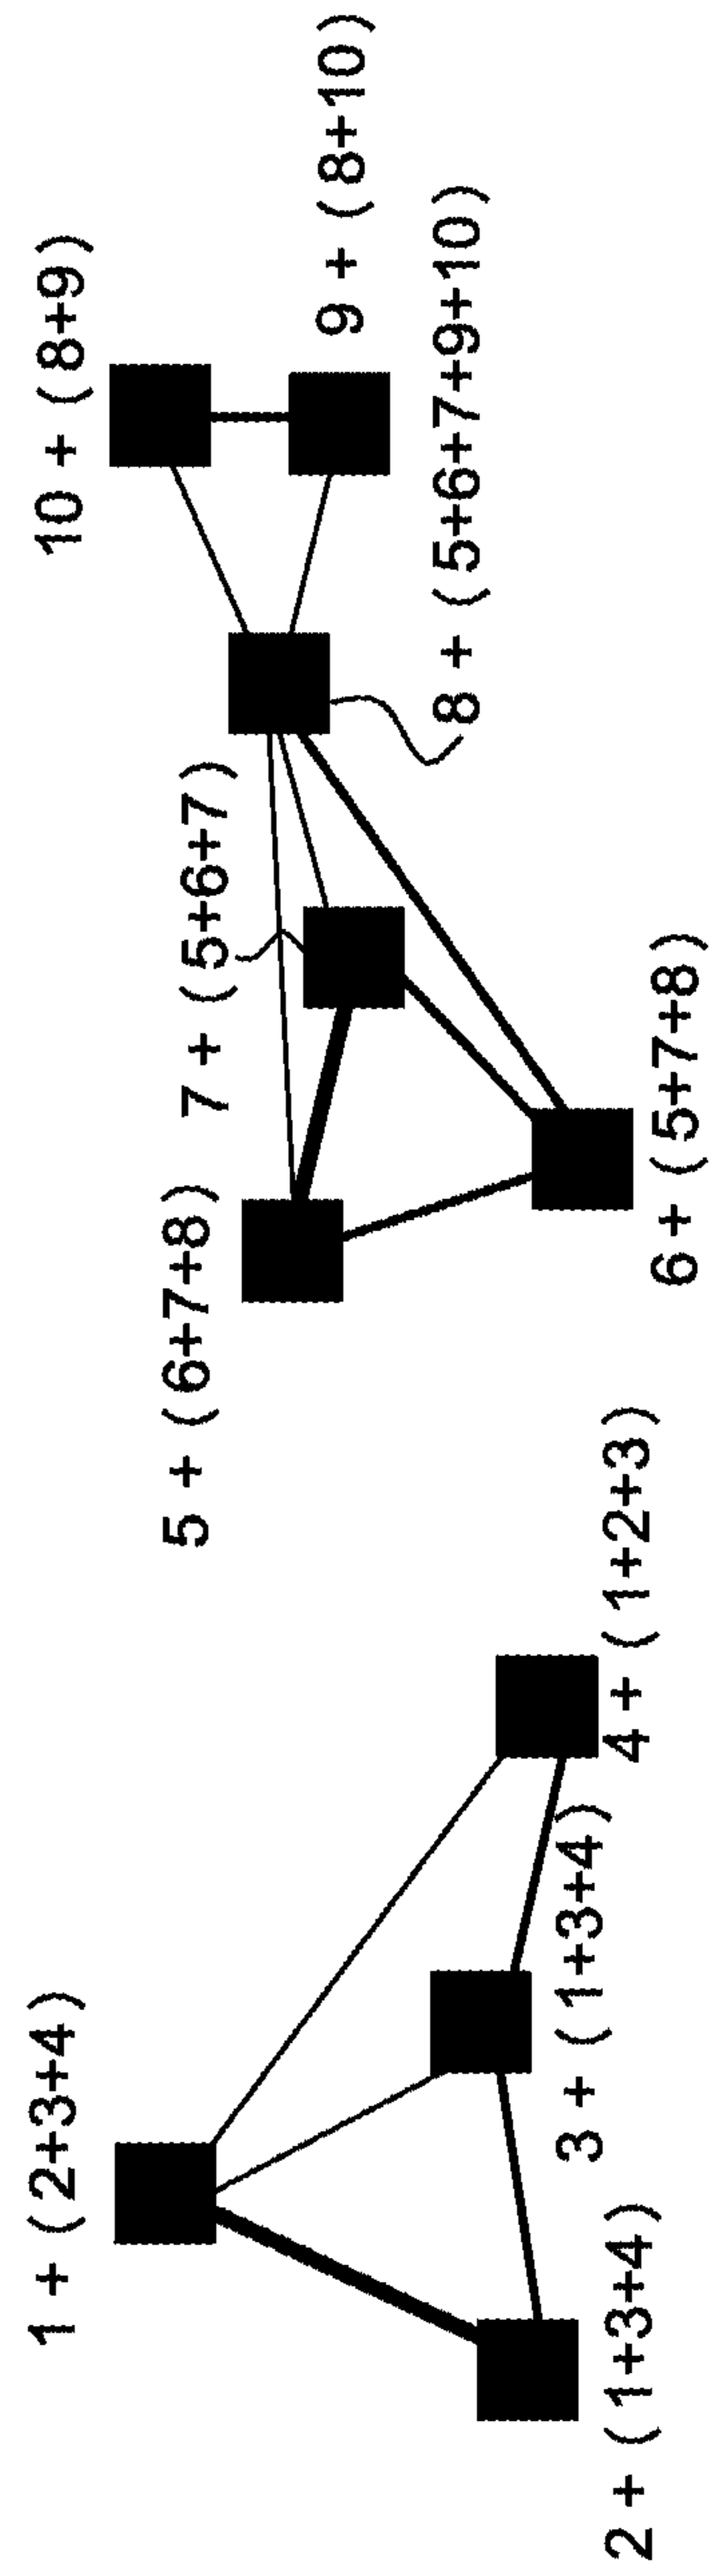 1 + (2+3+4)
2 + (1+3+4)
3 + (1+3+4)
4 + (1+2+3)
5 + (6+7+8)
6 + (5+7+8)
7 + (5+6+7)
8 + (5+6+7+9+10)
9 + (8+10)
10 + (8+9)